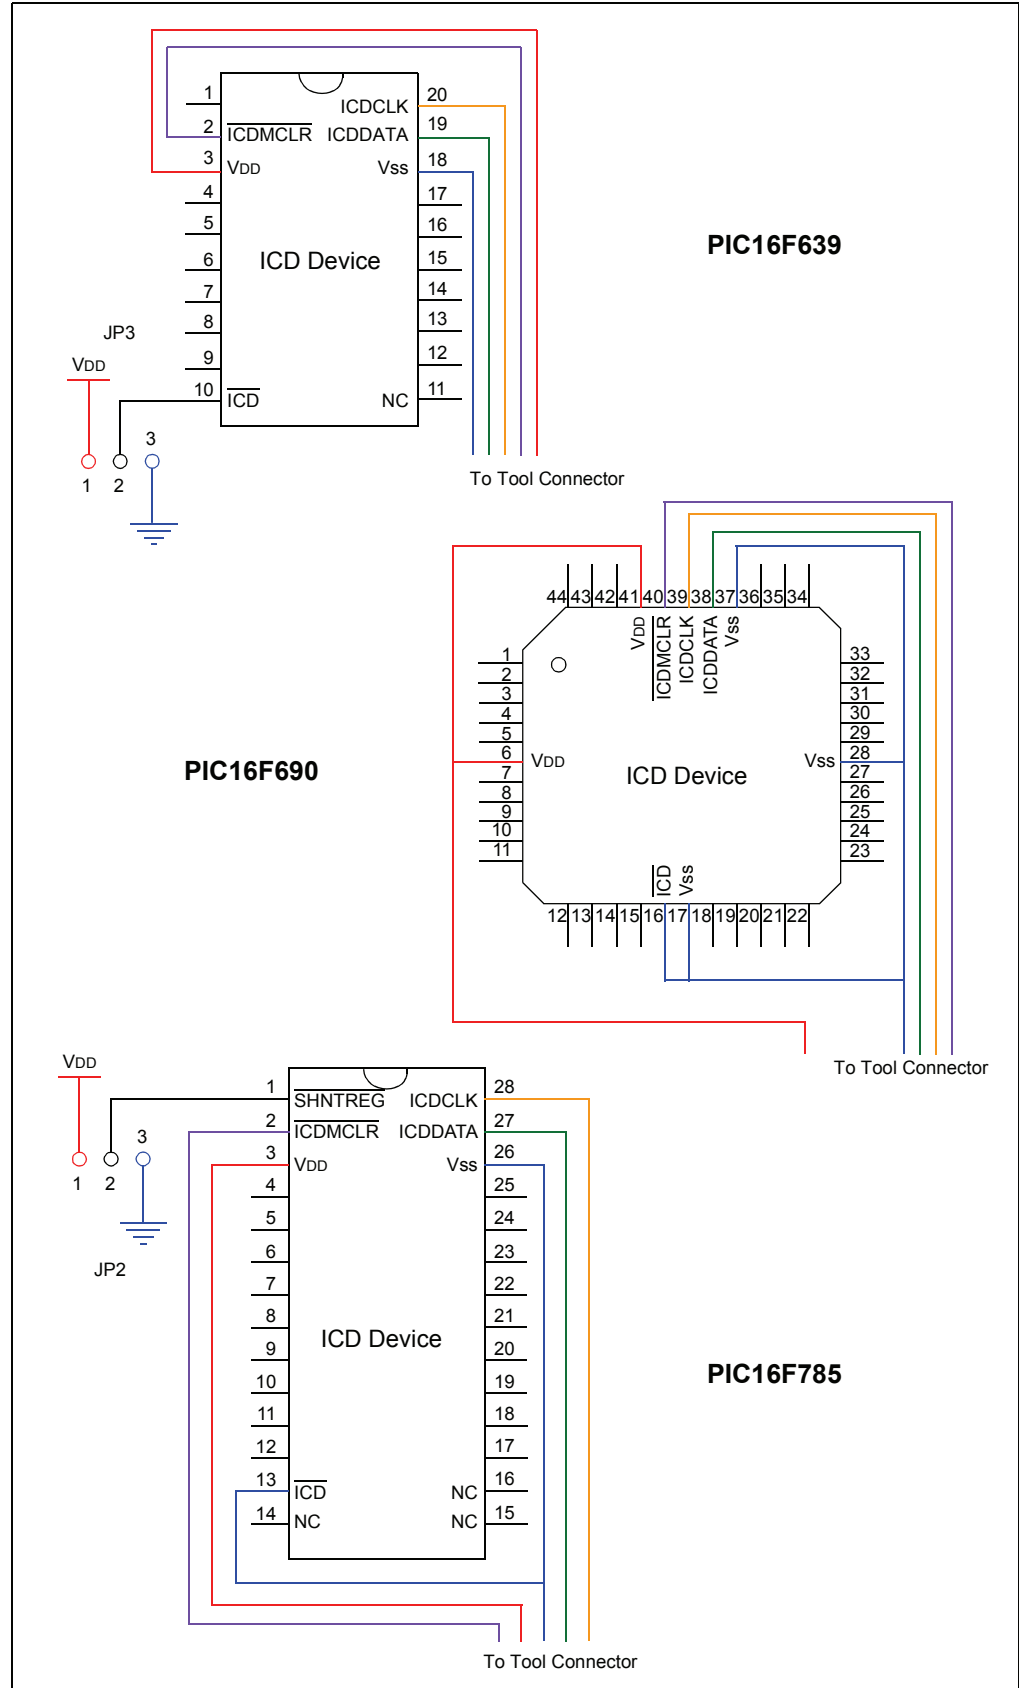 1
20
ICDCLK
2
ICDMCLR
ICDDATA
19
3
VDD
Vss
18
4
17
5
16
6
ICD Device
15
7
14
8
13
9
12
10
ICD
NC
11
PIC16F639
JP3
VDD
3
1
2
To Tool Connector
44 43 42 41 40 39 38 37 36 35 34
VDD
ICDMCLR
ICDCLK
ICDDATA
Vss
1
33
2
32
3
31
4
30
5
29
6
VDD
Vss
28
7
ICD Device
27
8
26
9
25
10
24
11
23
ICD
Vss
12 13 14 15 16 17 18 19 20 21 22
PIC16F690
To Tool Connector
VDD
3
1
2
JP2
1
SHNTREG
ICDCLK
28
2
ICDMCLR
ICDDATA
27
3
VDD
Vss
26
4
25
5
24
6
23
7
22
8
21
ICD Device
9
20
10
19
11
18
12
17
13
ICD
NC
16
14
NC
NC
15
PIC16F785
To Tool Connector